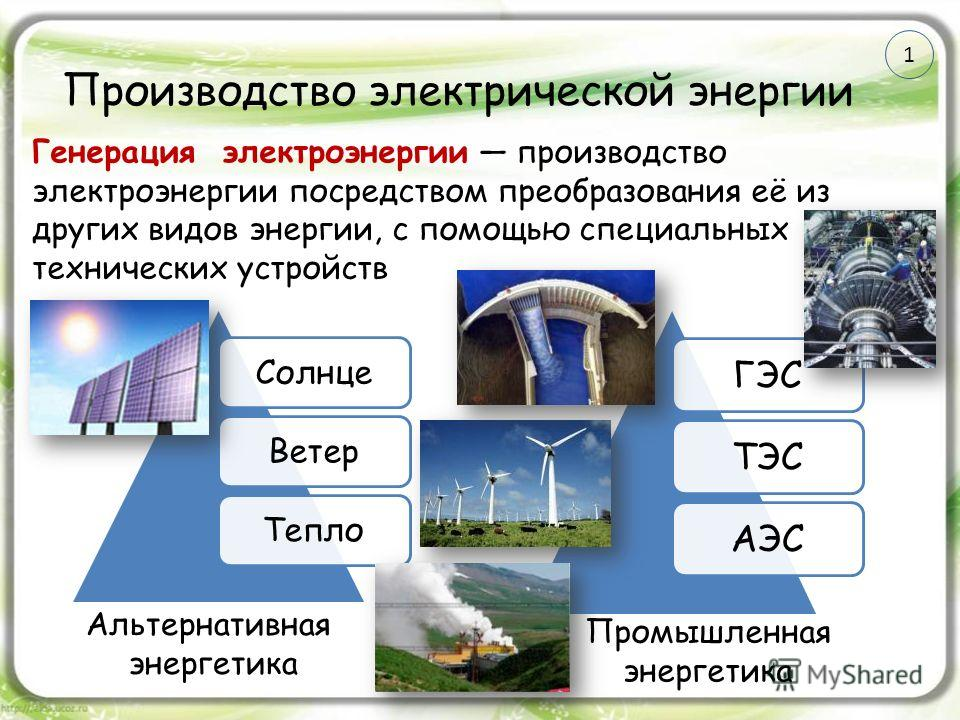 1
Производство электрической энергии
Генерация электроэнергии — производство
электроэнергии посредством преобразования её из
других видов энергии, с помощью специальных
технических устройств
Солнце
Ветер
Тепло
Альтернативная
энергетика
ГЭС
ТЭС
АЭС
Промышленная
энергетика
MyShared